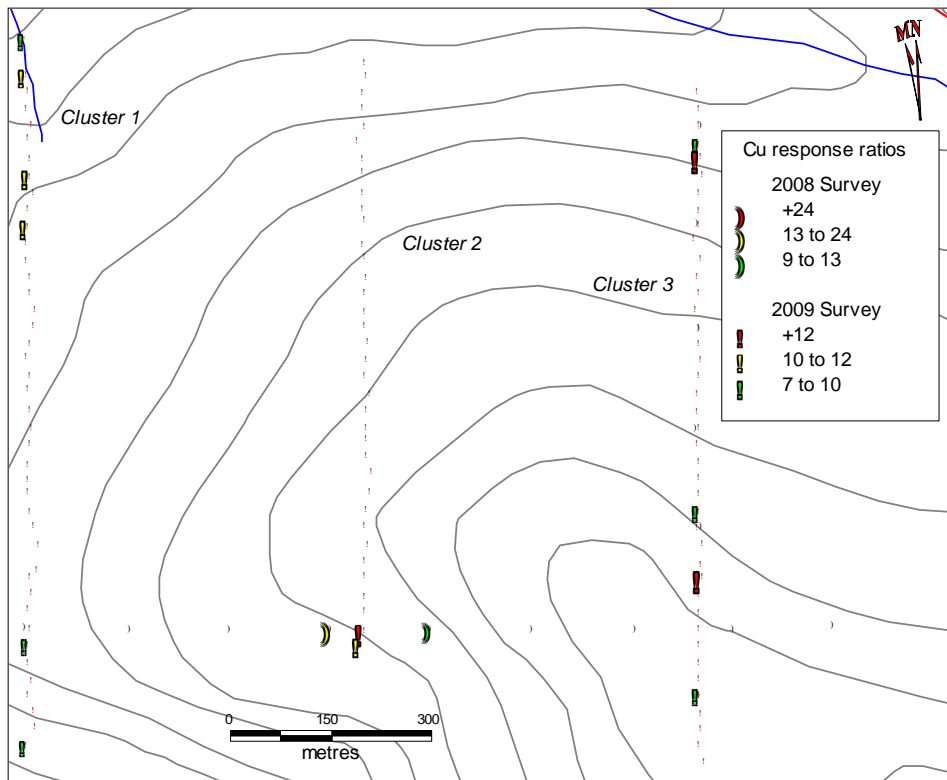 MN
Cluster 1
Cu response ratios
2008 Survey
+24
13 to 24
9 to 13
Cluster 2
Cluster 3
2009 Survey
+12
10 to 12
7 to 10
0 150 300
metres